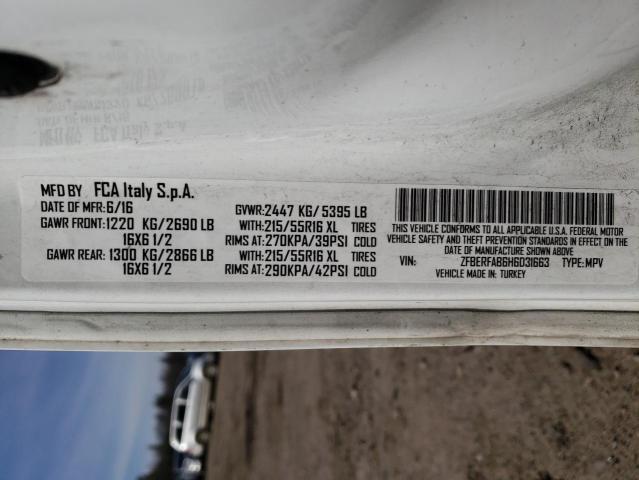 MFD BY FCA Italy S.p.A.
DATE OF MFR:6/16 GVWR:2447 KG/5395 LB
GAWR FRONT:1220 KG/2690 LB WITH:215/55R16 XL TIRES
16X6 1/2 RIMS AT:270KPA/39PSI COLD
GAWR REAR: 1300 KG/2866 LB WITH:215/55R16 XL TIRES
16X6 1/2 RIMS AT:290KPA/42PSI COLD
THIS VEHICLE CONFORMS TO ALL APPLICABLE U.S.A. FEDERAL MOTOR
VEHICLE SAFETY AND THEFT PREVENTION STANDARDS IN EFFECT ON THE
DATE OF MANUFACTURE SHOWN ABOVE
VIN: ZFBERFAB6H6D31663 TYPE:MPV
VEHICLE MADE IN: TURKEY